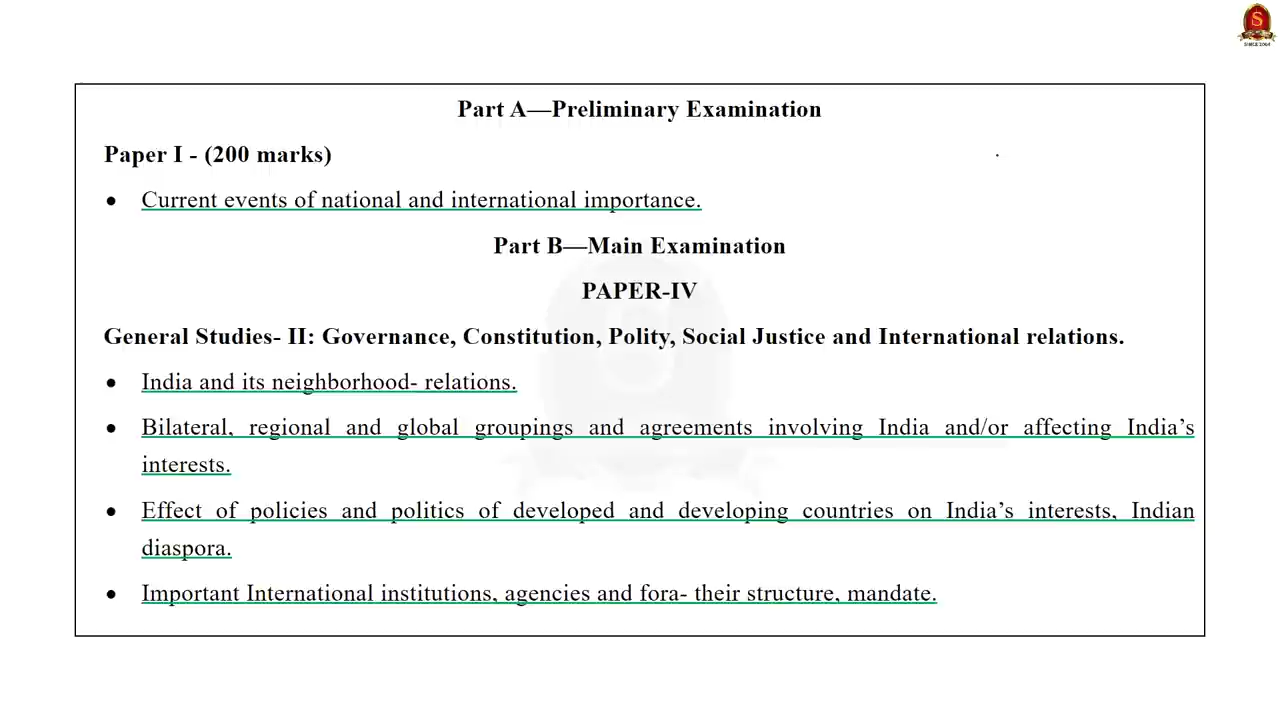 S
SINCE 2004
Part A—Preliminary Examination
Paper I - (200 marks)
● Current events of national and international importance.
Part B—Main Examination
PAPER-IV
General Studies- II: Governance, Constitution, Polity, Social Justice and International relations.
● India and its neighborhood- relations.
● Bilateral, regional and global groupings and agreements involving India and/or affecting India's
interests.
● Effect of policies and politics of developed and developing countries on India's interests, Indian
diaspora.
● Important International institutions, agencies and fora- their structure, mandate.